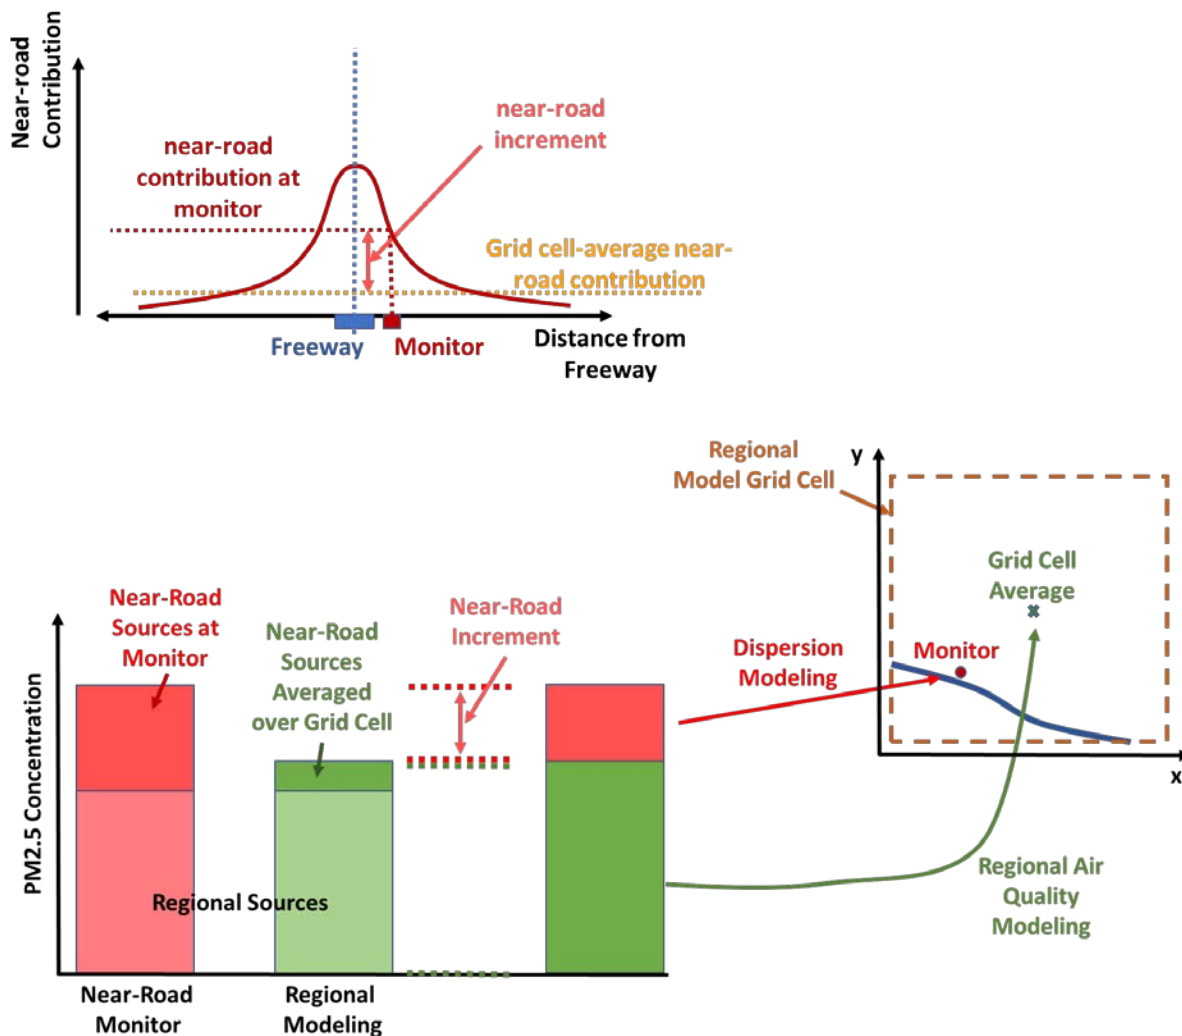 Near-road
Contribution
near-road
increment
near-road
contribution at
monitor
Grid cell-average near-
road contribution
Freeway
Monitor
Distance from
Freeway
Regional
Model Grid Cell
y
Grid Cell
Average
Monitor
x
Dispersion
Modeling
Regional Air
Quality
Modeling
PM2.5 Concentration
Near-Road
Sources at
Monitor
Near-Road
Sources
Averaged
over Grid Cell
Near-Road
Increment
Regional Sources
Near-Road
Monitor
Regional
Modeling